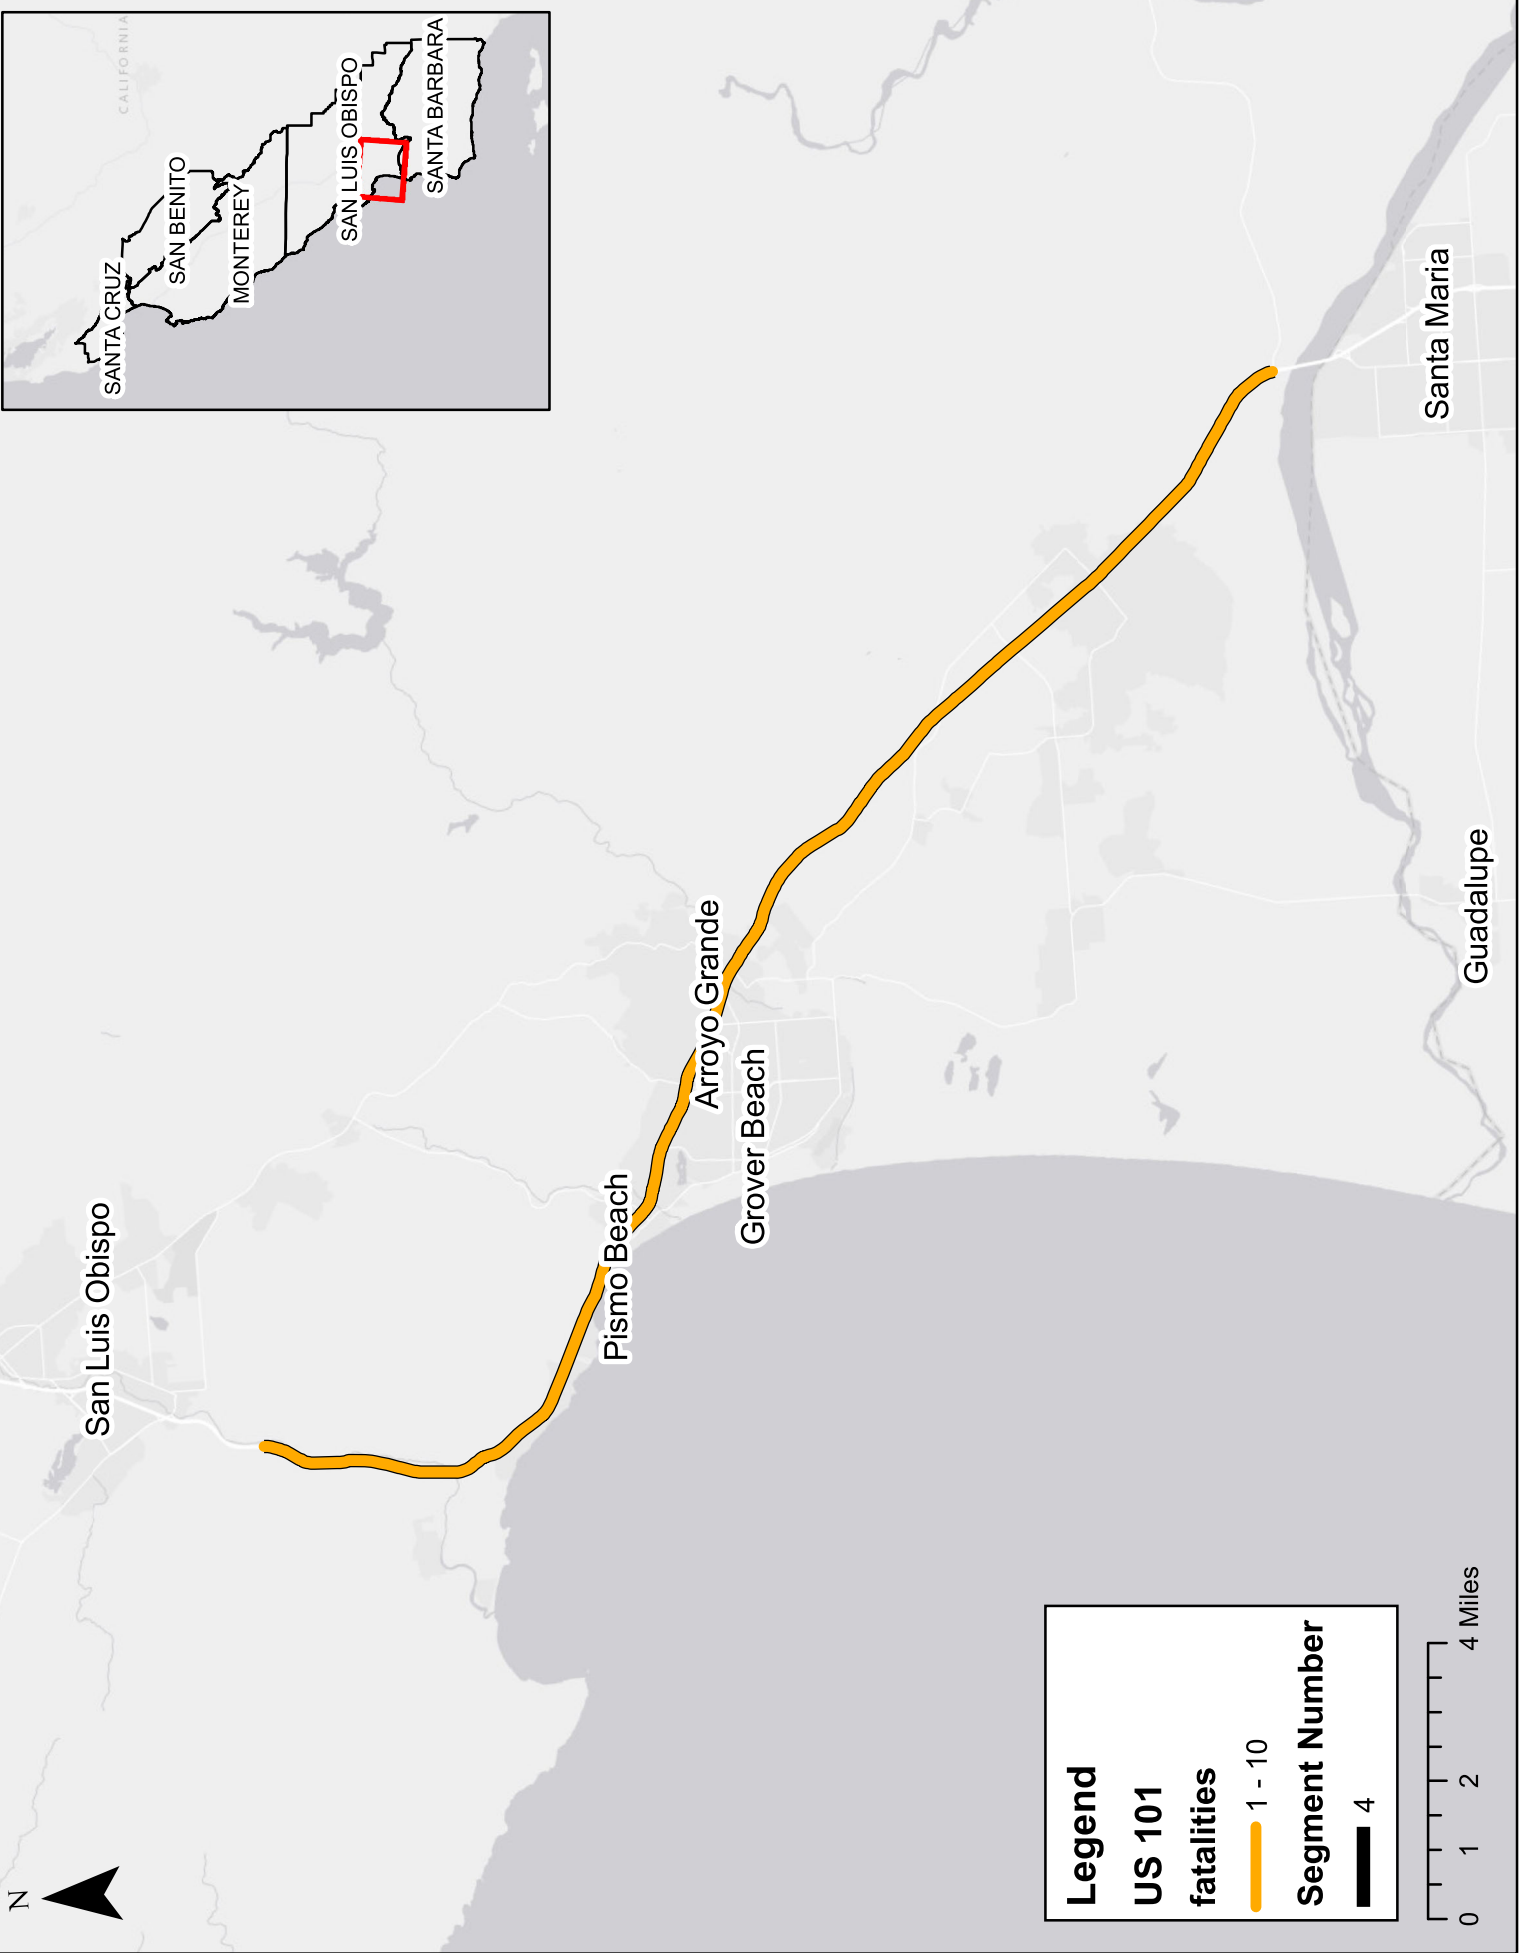 CALIFORNIA
SANTA CRUZ
SAN BENITO
MONTEREY
SAN LUIS OBISPO
SANTA BARBARA
San Luis Obispo
Pismo Beach
Arroyo Grande
Grover Beach
Santa Maria
Guadalupe
N
Legend
US 101
fatalities
1 - 10
Segment Number
4
0 1 2 4 Miles